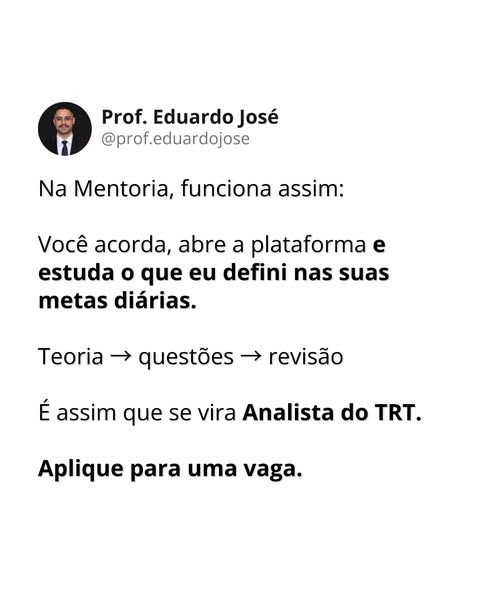 Prof. Eduardo José
@prof.eduardojose
Na Mentoria, funciona assim:
Você acorda, abre a plataforma e
estuda o que eu defini nas suas
metas diárias.
Teoria → questões → revisão
É assim que se vira Analista do TRT.
Aplique para uma vaga.